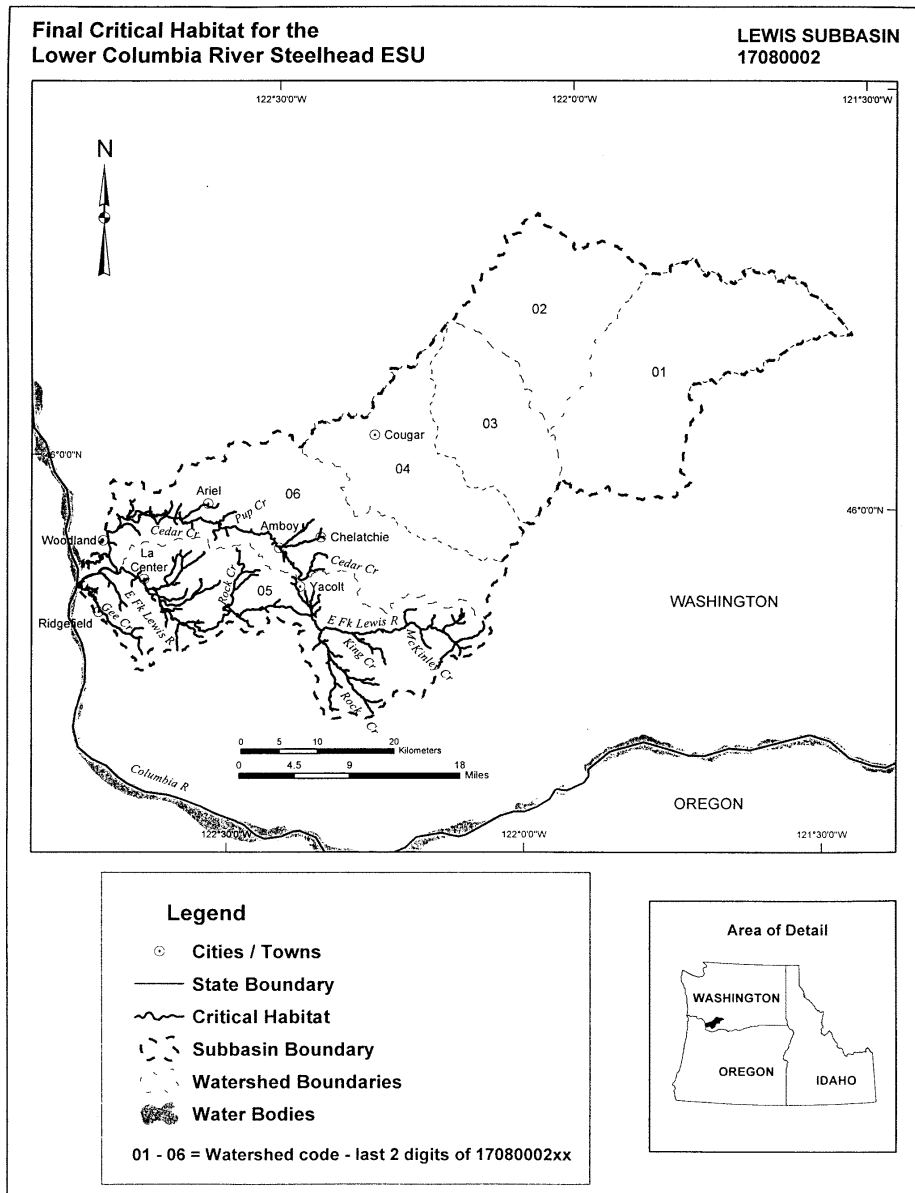 Final Critical Habitat for the
Lower Columbia River Steelhead ESU
LEWIS SUBBASIN
17080002
122°30'0"W
122°0'0"W
121°30'0"W
N
02
01
03
Cougar
04
6°0'0"N
Ariel
06
Pup Cr
46°0'0"N
Amboy
Cedar Cr
Chelatchie
Woodland
La
Center
Cedar Cr
Rock Cr
05
Yacolt
WASHINGTON
E Fk Lewis R
Gee Cr
Ridgefield
E Fk Lewis R
King Cr
McKinley Cr
Rock Cr
0 5 10 20
Kilometers
0 4.5 9 18
Miles
Columbia R
OREGON
122°30'0"W
122°0'0"W
121°30'0"W
Legend
Cities / Towns
State Boundary
Critical Habitat
Subbasin Boundary
Watershed Boundaries
Water Bodies
01 - 06 = Watershed code - last 2 digits of 17080002xx
Area of Detail
WASHINGTON
OREGON
IDAHO